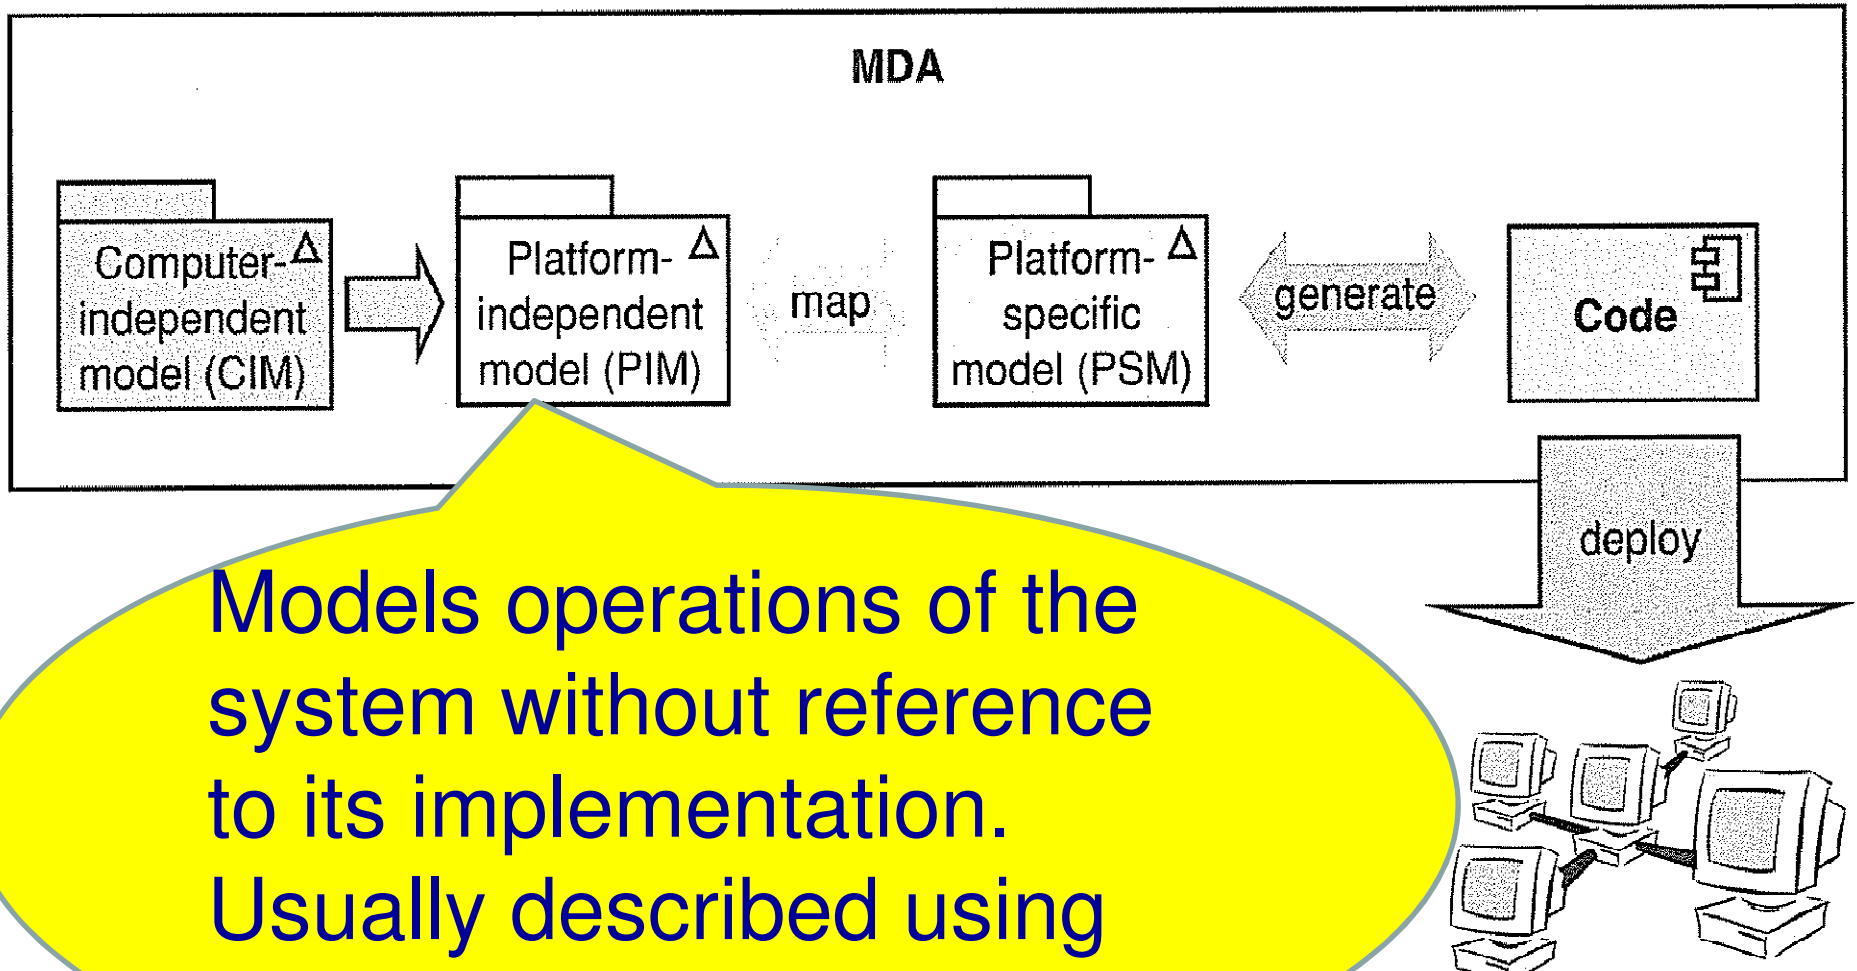 MDA
Computer-
independent
model (CIM)
Platform-
independent
model (PIM)
map
Platform-
specific
model (PSM)
generate
Code
deploy
Models operations of the
system without reference
to its implementation.
Usually described using